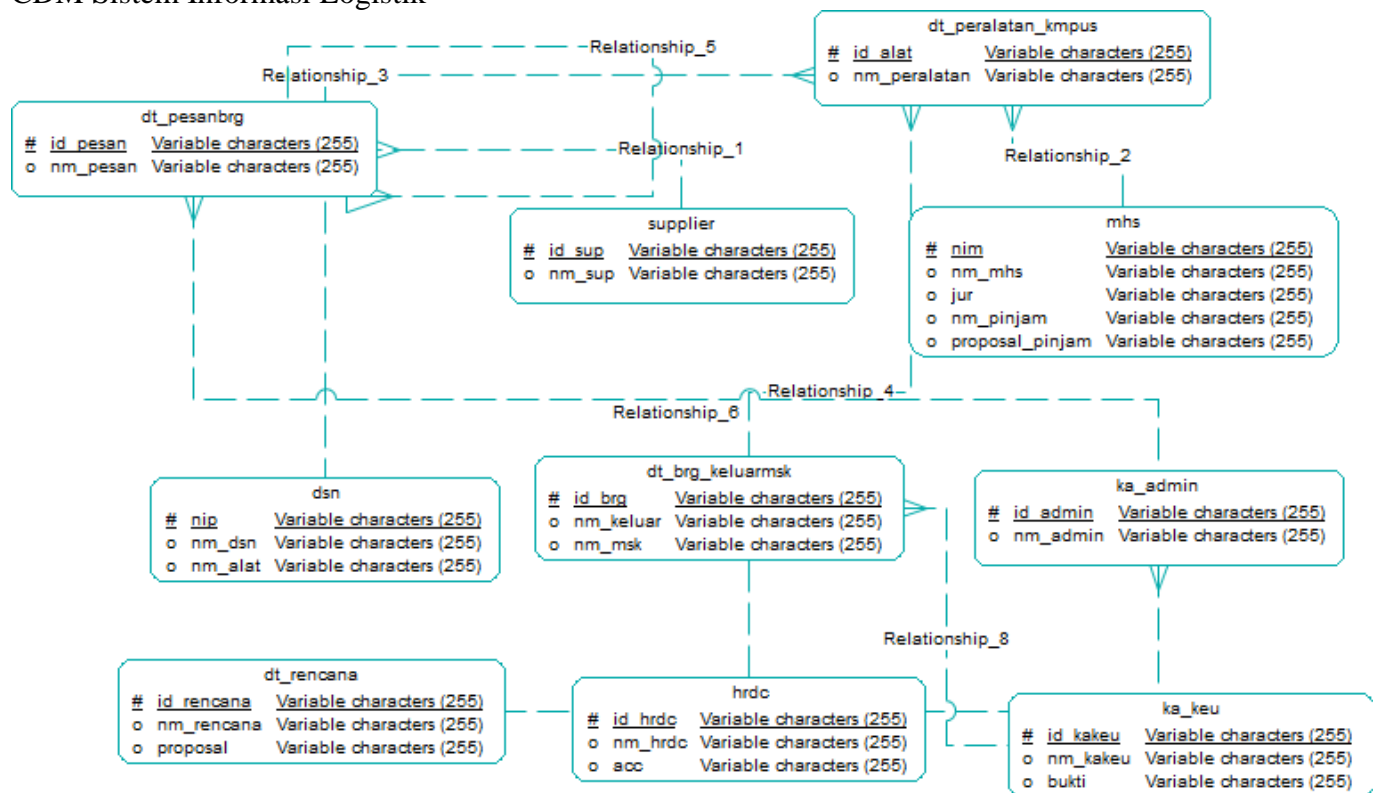 CDM Sistem Informasi Logistik
dt_peralatan_kmpus
# id_alat Variable characters (255)
o nm_peralatan Variable characters (255)
Relationship_5
Relationship_3
dt_pesanbrg
# id_pesan Variable characters (255)
o nm_pesan Variable characters (255)
Relationship_1
Relationship_2
supplier
# id_sup Variable characters (255)
o nm_sup Variable characters (255)
mhs
# nim Variable characters (255)
o nm_mhs Variable characters (255)
o jur Variable characters (255)
o nm_pinjam Variable characters (255)
o proposal_pinjam Variable characters (255)
Relationship_4
Relationship_6
dsn
# nip Variable characters (255)
o nm_dsn Variable characters (255)
o nm_alat Variable characters (255)
dt_brg_keluarmsk
# id_brg Variable characters (255)
o nm_keluar Variable characters (255)
o nm_msk Variable characters (255)
ka_admin
# id_admin Variable characters (255)
o nm_admin Variable characters (255)
Relationship_8
dt_rencana
# id_rencana Variable characters (255)
o nm_rencana Variable characters (255)
o proposal Variable characters (255)
hrdc
# id_hrdc Variable characters (255)
o nm_hrdc Variable characters (255)
o acc Variable characters (255)
ka_keu
# id_kakeu Variable characters (255)
o nm_kakeu Variable characters (255)
o bukti Variable characters (255)